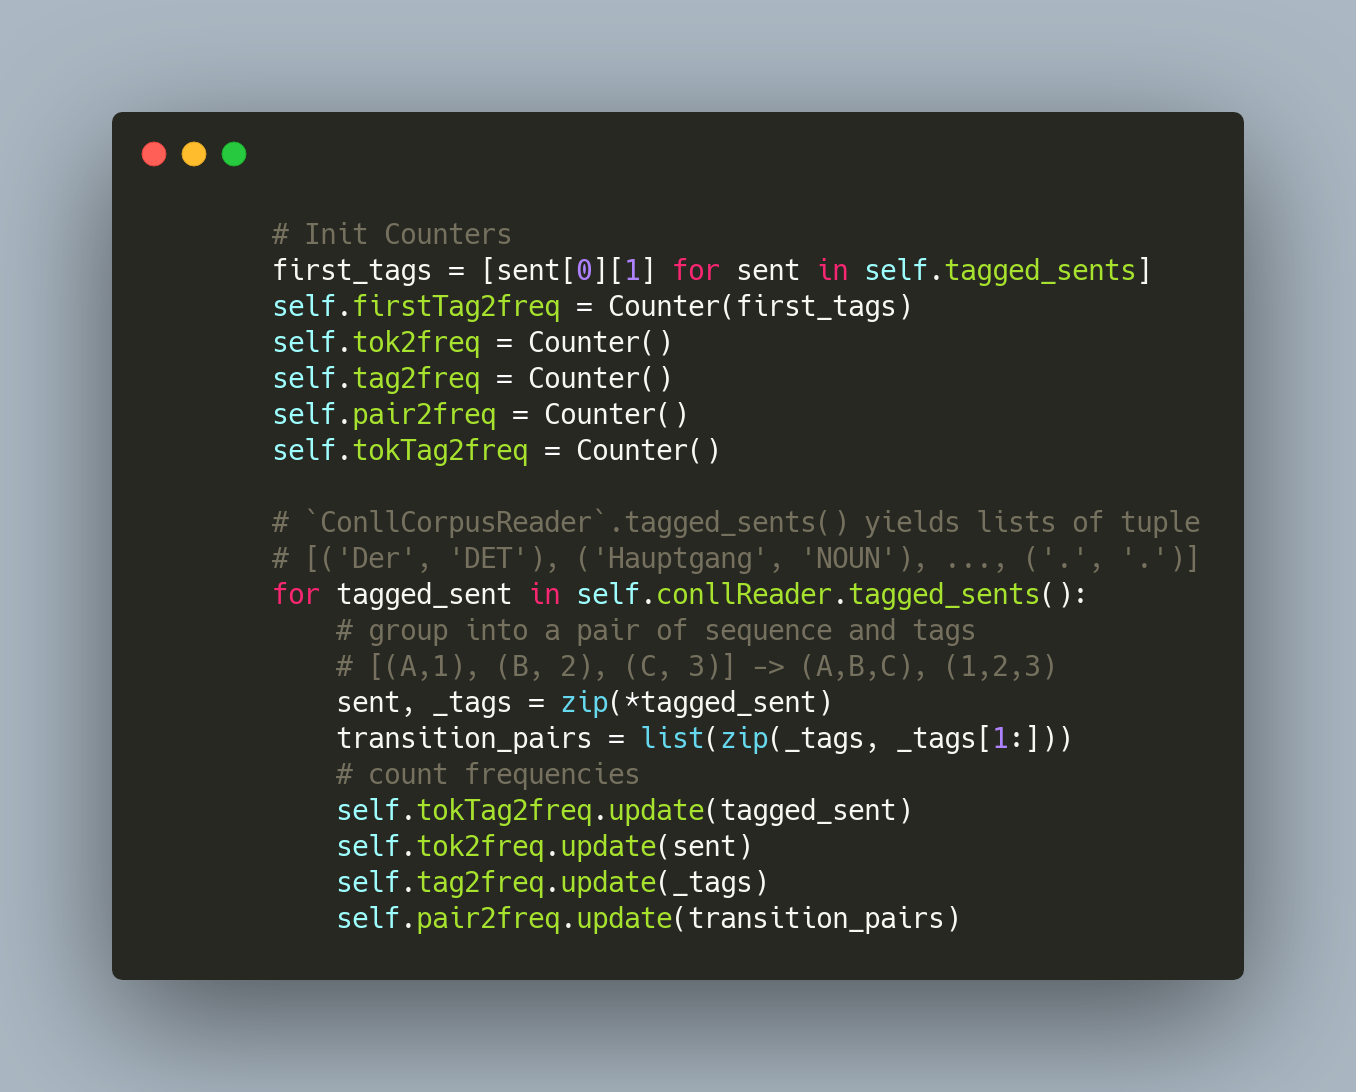 # Init Counters
first_tags = [sent[0][1] for sent in self.tagged_sents]
self.firstTag2freq = Counter(first_tags)
self.tok2freq = Counter()
self.tag2freq = Counter()
self.pair2freq = Counter()
self.tokTag2freq = Counter()

# `ConllCorpusReader`.tagged_sents() yields lists of tuple
# [('Der', 'DET'), ('Hauptgang', 'NOUN'), ..., ('.', '.')]
for tagged_sent in self.conllReader.tagged_sents():
    # group into a pair of sequence and tags
    # [(A,1), (B, 2), (C, 3)] -> (A,B,C), (1,2,3)
    sent, _tags = zip(*tagged_sent)
    transition_pairs = list(zip(_tags, _tags[1:]))
    # count frequencies
    self.tokTag2freq.update(tagged_sent)
    self.tok2freq.update(sent)
    self.tag2freq.update(_tags)
    self.pair2freq.update(transition_pairs)